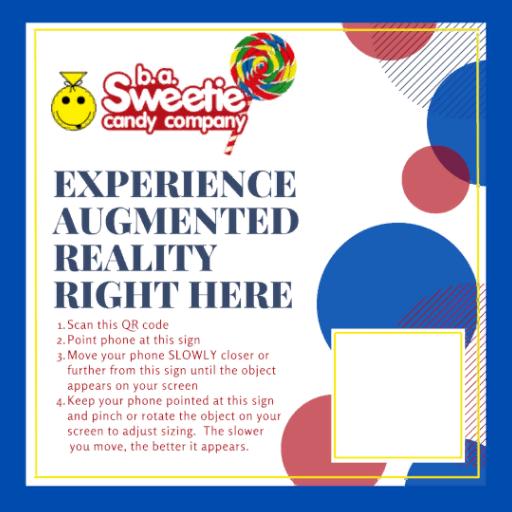 b.a.
Sweetie
candy company
EXPERIENCE
AUGMENTED
REALITY
RIGHT HERE
1. Scan this QR code
2. Point phone at this sign
3. Move your phone SLOWLY closer or
further from this sign until the object
appears on your screen
4. Keep your phone pointed at this sign
and pinch or rotate the object on your
screen to adjust sizing. The slower
you move, the better it appears.